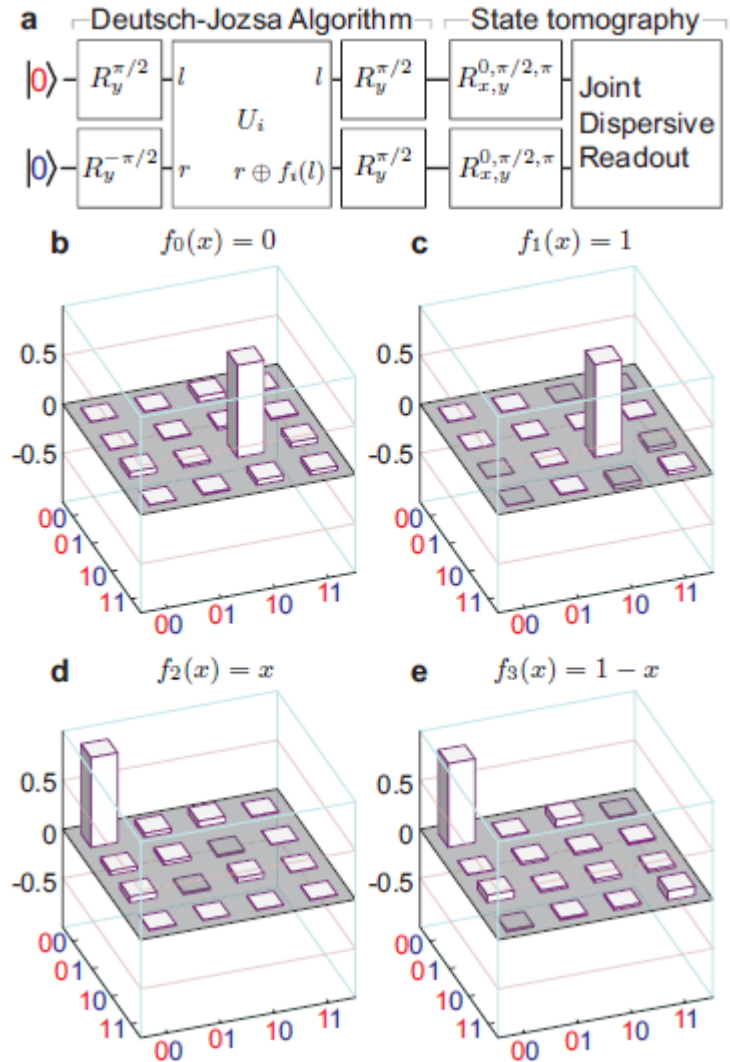 a Deutsch-Jozsa Algorithm State tomography
|0⟩ R_y^{π/2} l l R_y^{π/2} R_{x,y}^{0,π/2,π} Joint
U_i Dispersive
|0⟩ R_y^{-π/2} r r ⊕ f_i(l) R_y^{π/2} R_{x,y}^{0,π/2,π} Readout
b f_0(x) = 0 c f_1(x) = 1
0.5 0.5
0 0
-0.5 -0.5
00 00
01 01
10 10
11 11
00 01 10 11 00 01 10 11
d f_2(x) = x e f_3(x) = 1 − x
0.5 0.5
0 0
-0.5 -0.5
00 00
01 01
10 10
11 11
00 01 10 11 00 01 10 11